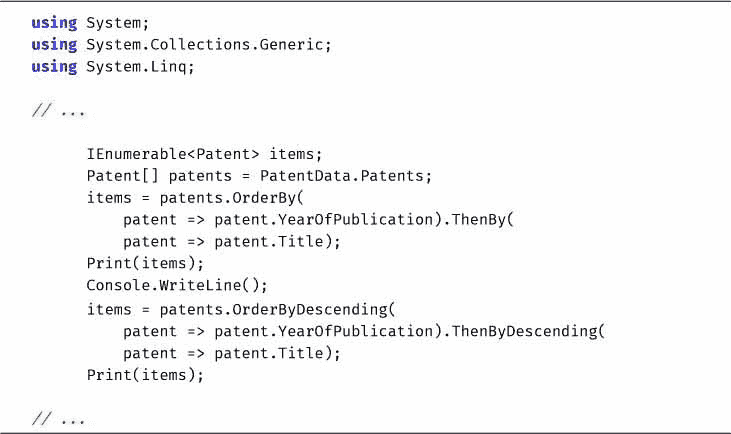 using System;
using System.Collections.Generic;
using System.Linq;
// ...
IEnumerable<Patent> items;
Patent[] patents = PatentData.Patents;
items = patents.OrderBy(
patent => patent.YearOfPublication).ThenBy(
patent => patent.Title);
Print(items);
Console.WriteLine();
items = patents.OrderByDescending(
patent => patent.YearOfPublication).ThenByDescending(
patent => patent.Title);
Print(items);
// ...